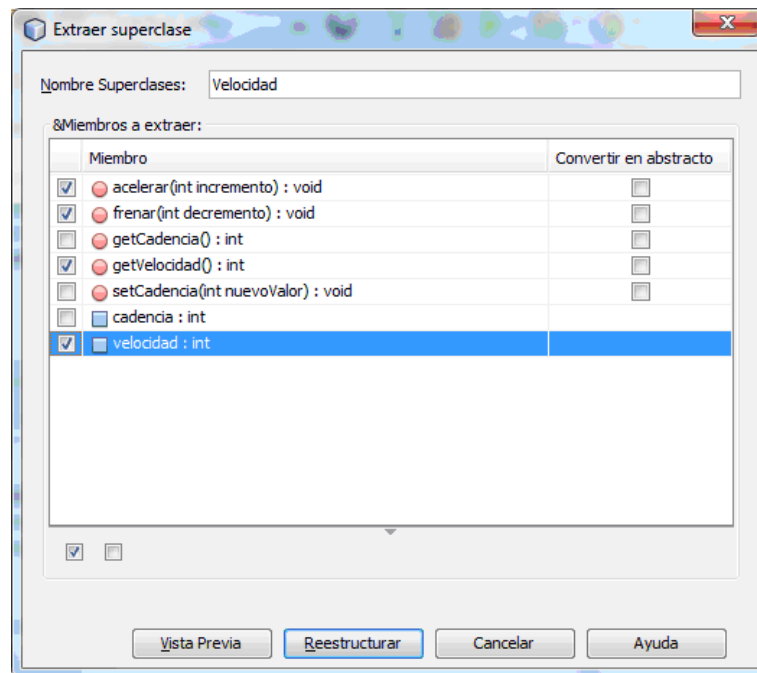 Extraer superclase
Nombre Superclases: Velocidad
&Miembros a extraer:
Miembro Convertir en abstracto
acelerar(int incremento) : void
frenar(int decremento) : void
getCadencia() : int
getVelocidad() : int
setCadencia(int nuevoValor) : void
cadencia : int
velocidad : int
Vista Previa Reestructurar Cancelar Ayuda